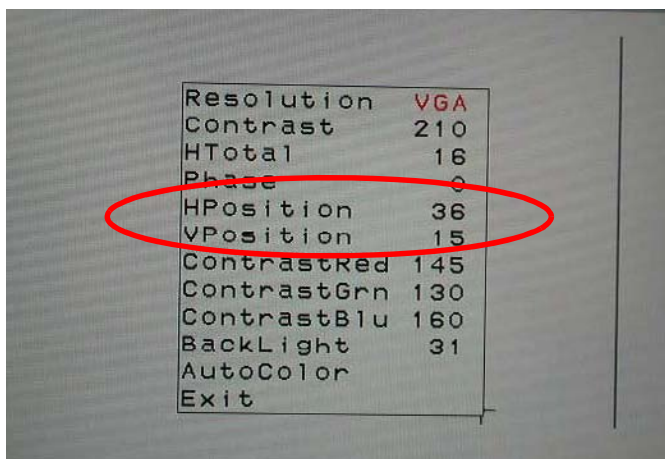 Resolution VGA
Contrast 210
HTotal 16
Phase 0
HPosition 36
VPosition 15
ContrastRed 145
ContrastGrn 130
ContrastBlu 160
BackLight 31
AutoColor
Exit